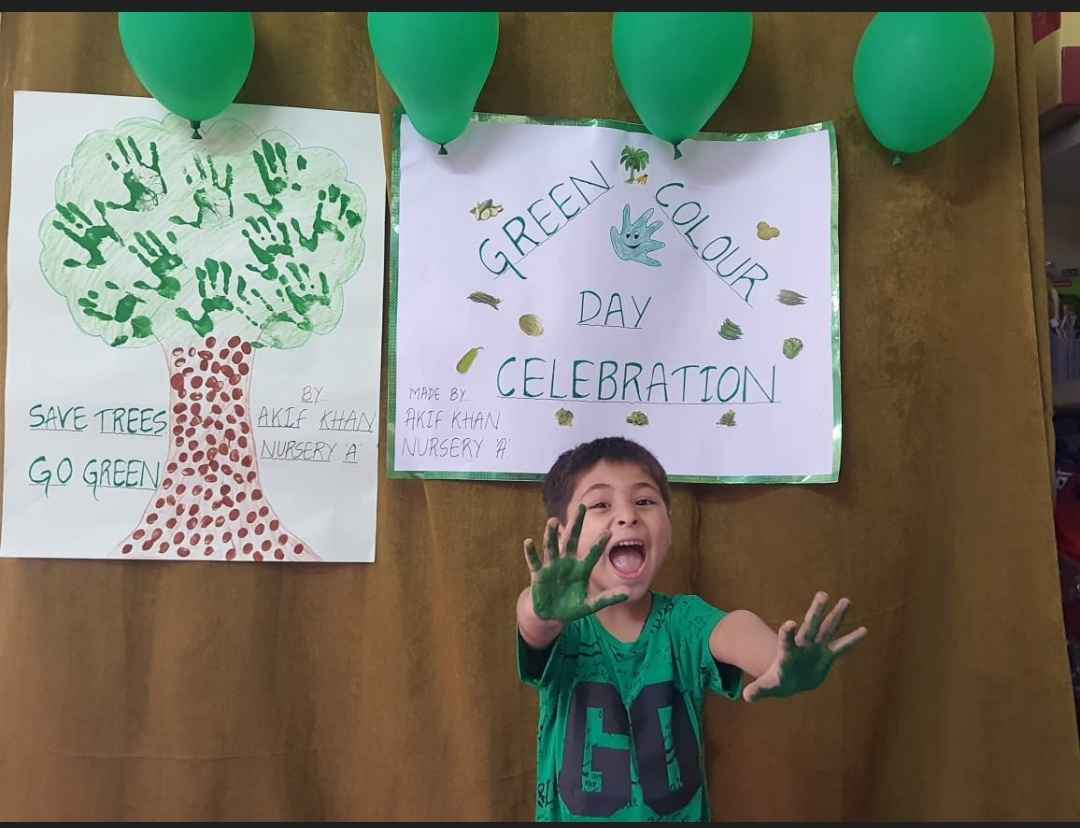 SAVE TREES
GO GREEN
BY
AKIF KHAN
NURSERY 'A'
GREEN COLOUR
DAY
CELEBRATION
MADE BY
AKIF KHAN
NURSERY 'A'
GO